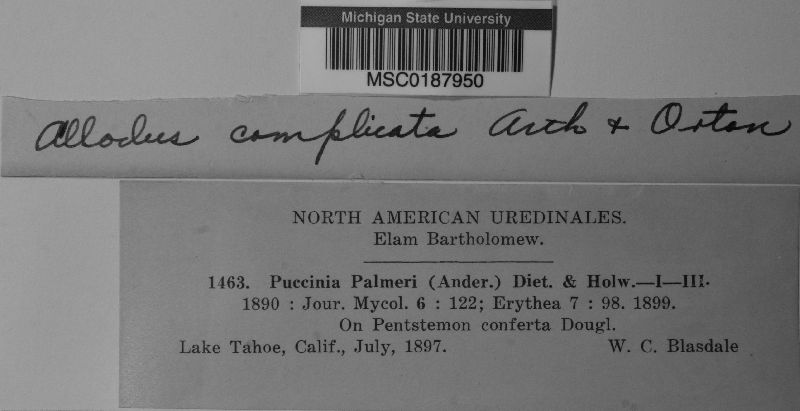 Michigan State University
MSC0187950
Allodus complicata Arth & Orton
NORTH AMERICAN UREDINALES.
Elam Bartholomew.
1463. Puccinia Palmeri (Ander.) Diet. & Holw.—I—III.
1890 : Jour. Mycol. 6 : 122; Erythea 7 : 98. 1899.
On Pentstemon conferta Dougl.
Lake Tahoe, Calif., July, 1897. W. C. Blasdale